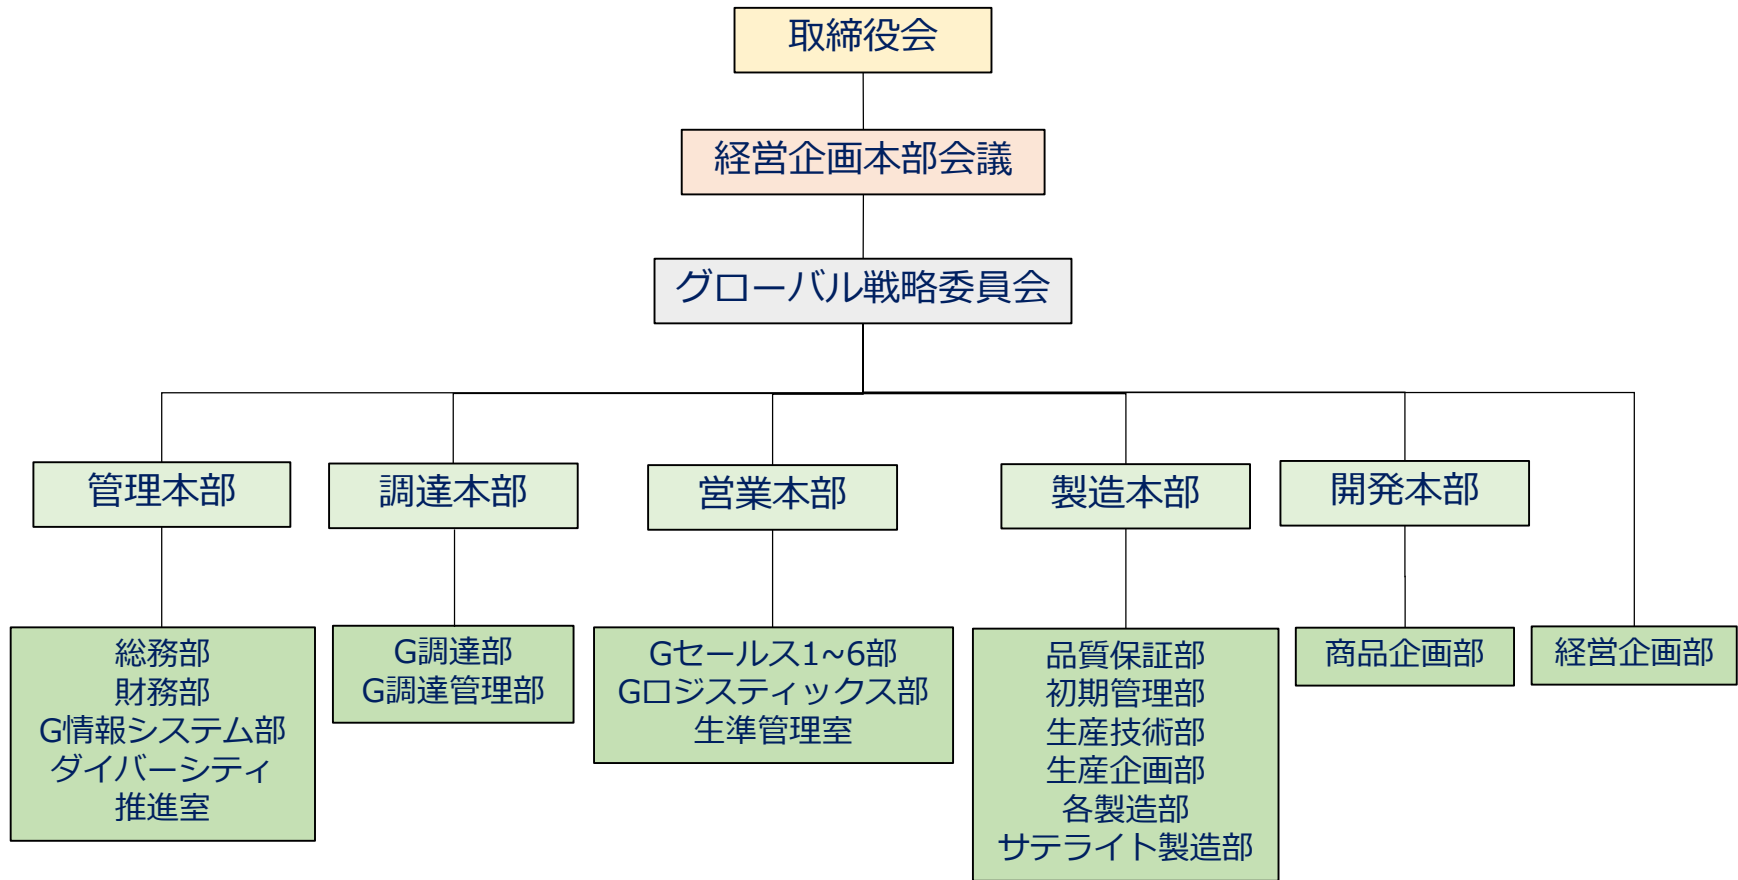 取締役会
経営企画本部会議
グローバル戦略委員会
管理本部
調達本部
営業本部
製造本部
開発本部
総務部
財務部
G情報システム部
ダイバーシティ
推進室
G調達部
G調達管理部
Gセールス1~6部
Gロジスティックス部
生準管理室
品質保証部
初期管理部
生産技術部
生産企画部
各製造部
サテライト製造部
商品企画部
経営企画部